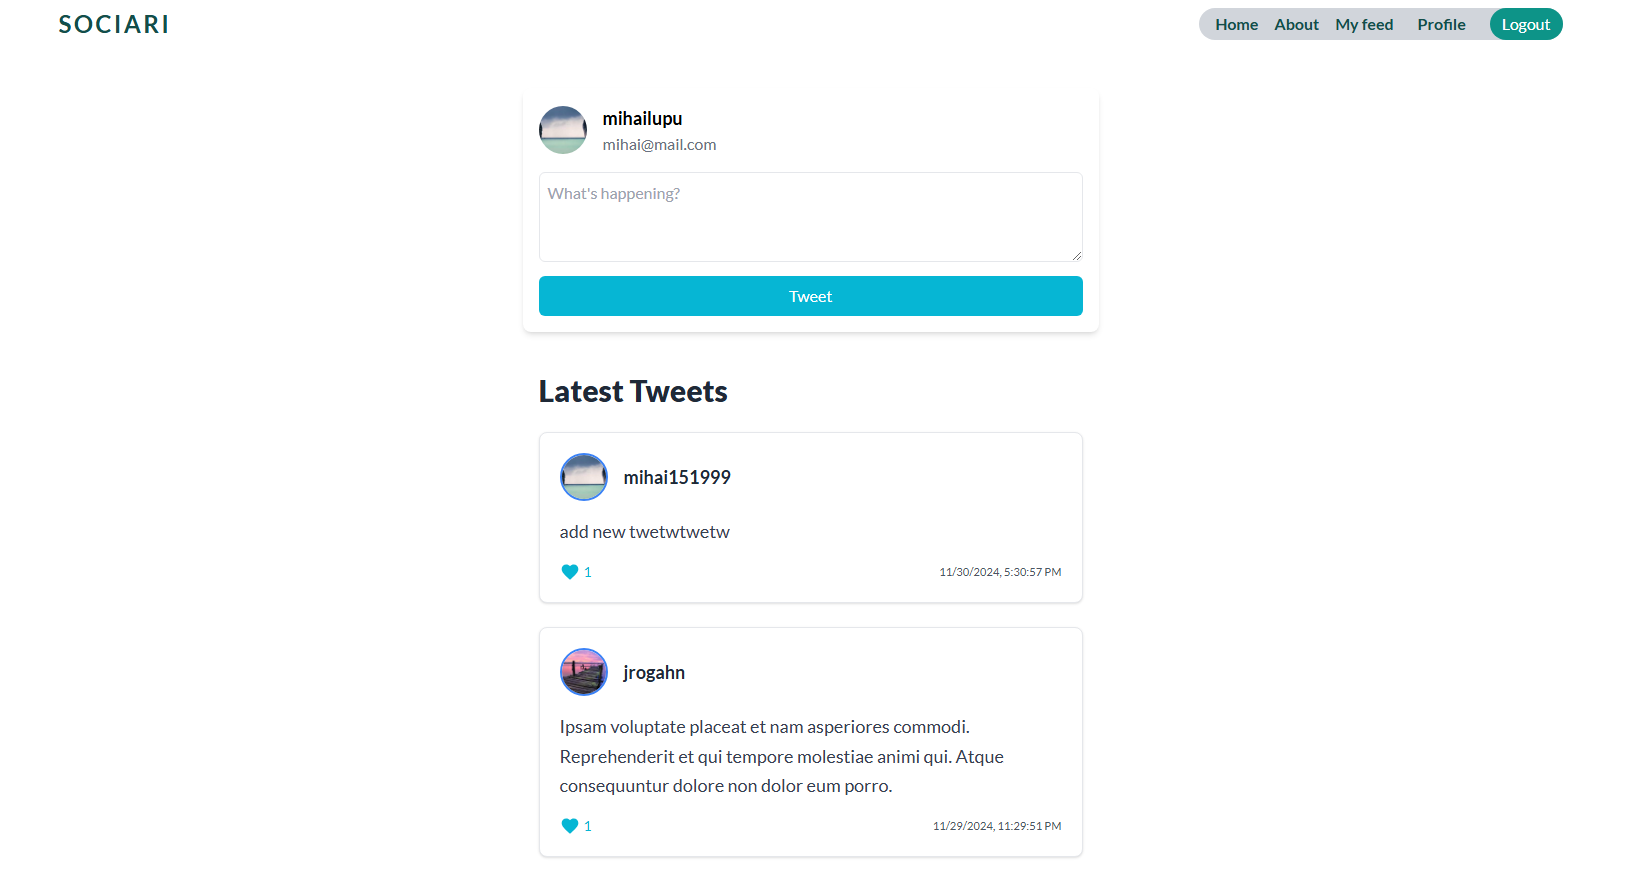 SOCIARI
Home About My feed Profile Logout
mihailupu
mihai@mail.com
What's happening?
Tweet
Latest Tweets
mihai151999
add new twetwtwetw
1
11/30/2024, 5:30:57 PM
jrogahn
Ipsam voluptate placeat et nam asperiores commodi.
Reprehenderit et qui tempore molestiae animi qui. Atque
consequuntur dolore non dolor eum porro.
1
11/29/2024, 11:29:51 PM